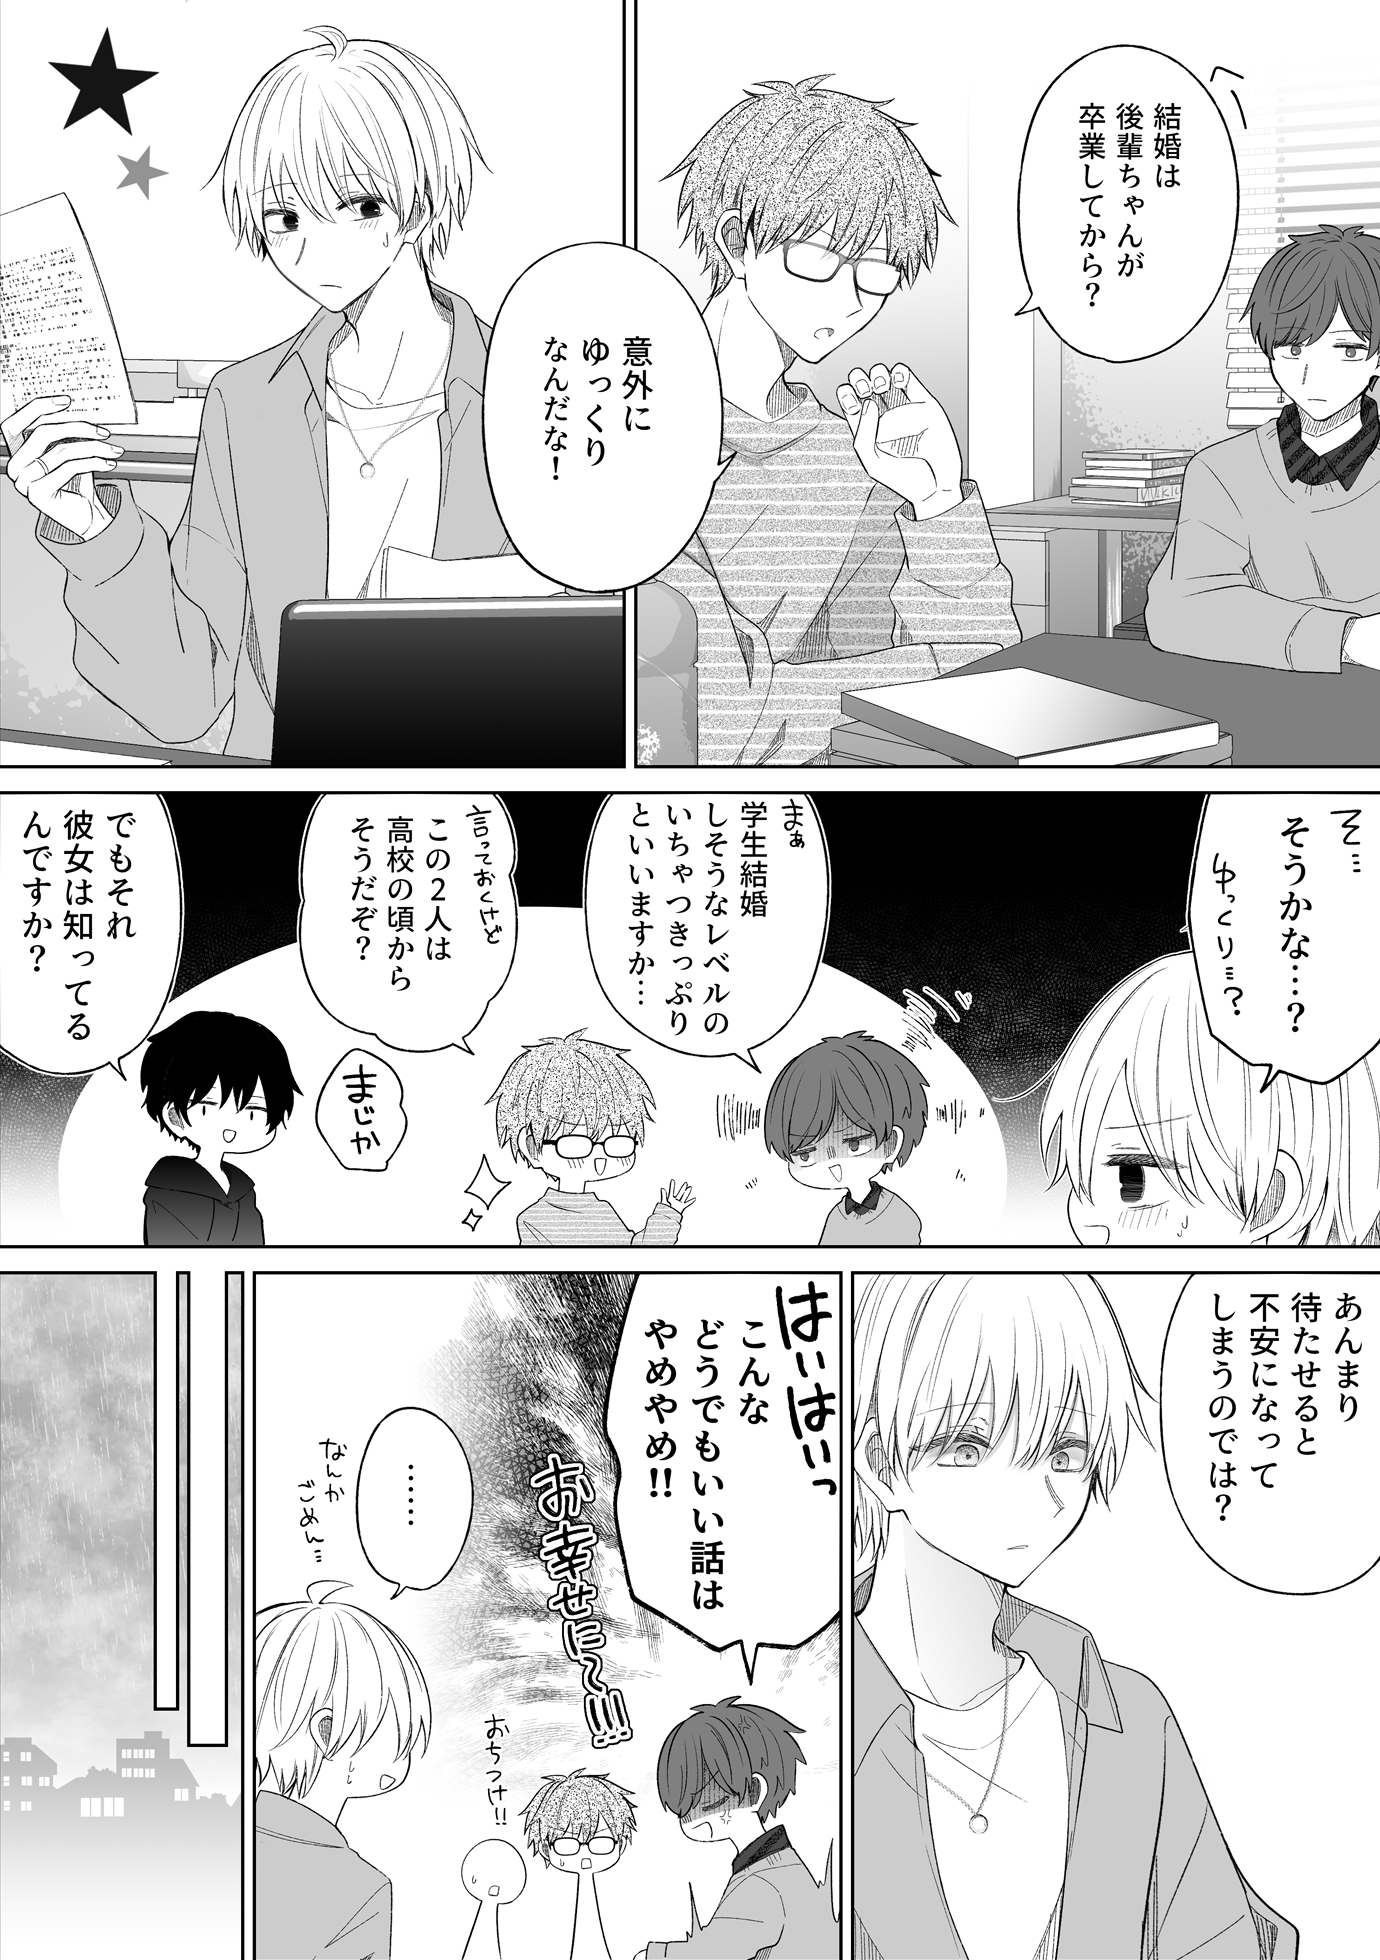 結婚は
後輩ちゃんが
卒業してから？
意外に
ゆっくり
なんだな！
え…
そうかな…？
ゆっくり…？
まぁ
学生結婚
しそうなレベルの
いちゃつきっぷり
といいますか…
言っておくけど
この２人は
高校の頃から
そうだぞ？
まじか
でもそれ
彼女は知ってる
んですか？
あんまり
待たせると
不安になって
しまうのでは？
はいはいっ
こんな
どうでもいい話は
やめやめ!!
お幸せに〜!!!
おちつけ!!
……
なんか
ごめん…